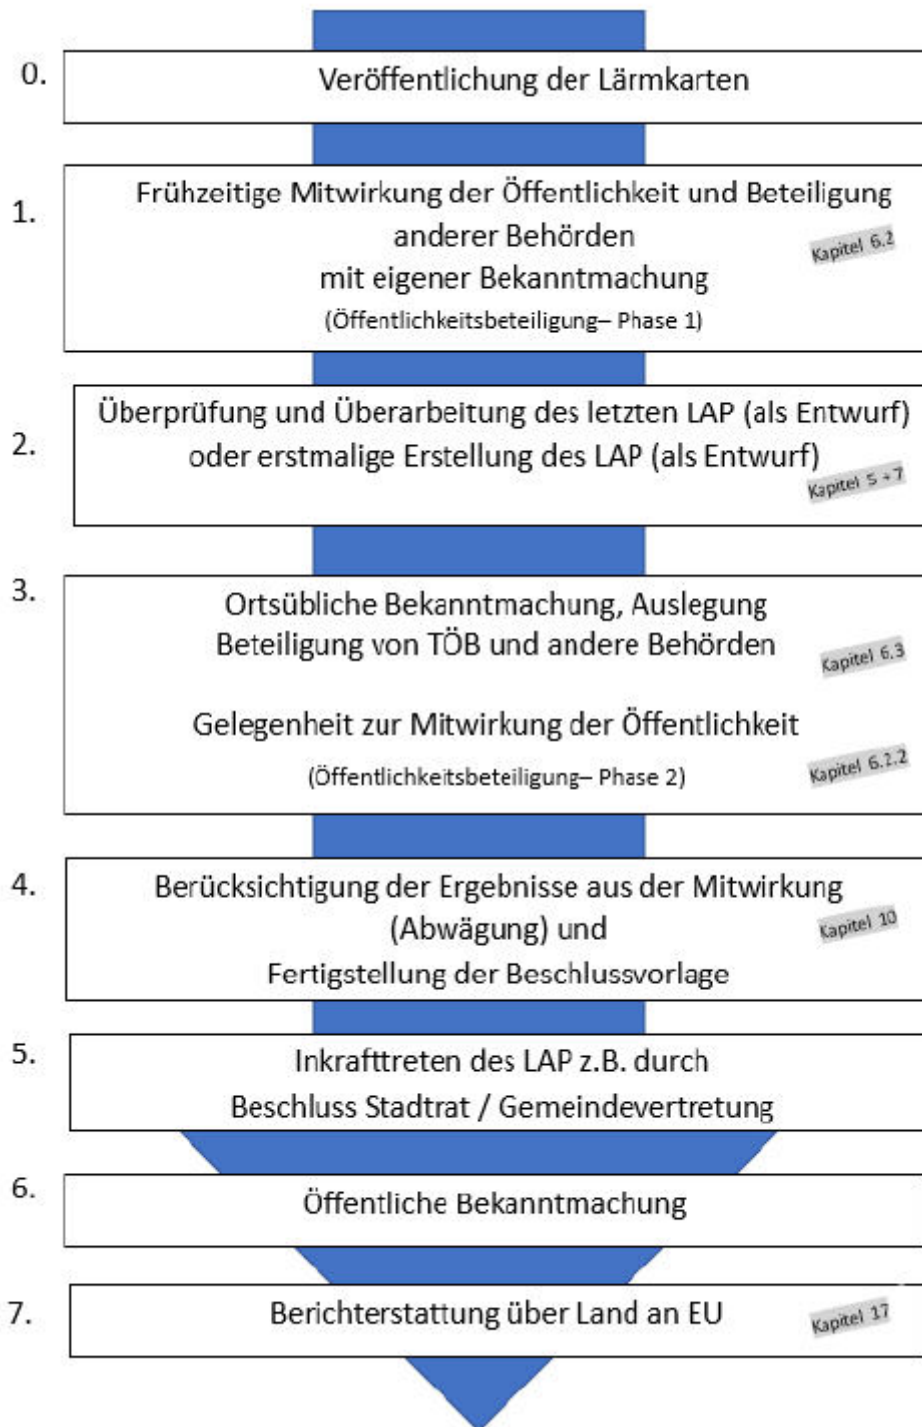 0.
Veröffentlichung der Lärmkarten
1.
Frühzeitige Mitwirkung der Öffentlichkeit und Beteiligung
anderer Behörden
Kapitel 6.2
mit eigener Bekanntmachung
(Öffentlichkeitsbeteiligung– Phase 1)
2.
Überprüfung und Überarbeitung des letzten LAP (als Entwurf)
oder erstmalige Erstellung des LAP (als Entwurf)
Kapitel 5 +7
3.
Ortsübliche Bekanntmachung, Auslegung
Beteiligung von TÖB und andere Behörden
Kapitel 6.3
Gelegenheit zur Mitwirkung der Öffentlichkeit
(Öffentlichkeitsbeteiligung– Phase 2)
Kapitel 6.2.2
4.
Berücksichtigung der Ergebnisse aus der Mitwirkung
(Abwägung) und
Kapitel 10
Fertigstellung der Beschlussvorlage
5.
Inkrafttreten des LAP z.B. durch
Beschluss Stadtrat / Gemeindevertretung
6.
Öffentliche Bekanntmachung
7.
Berichterstattung über Land an EU
Kapitel 17